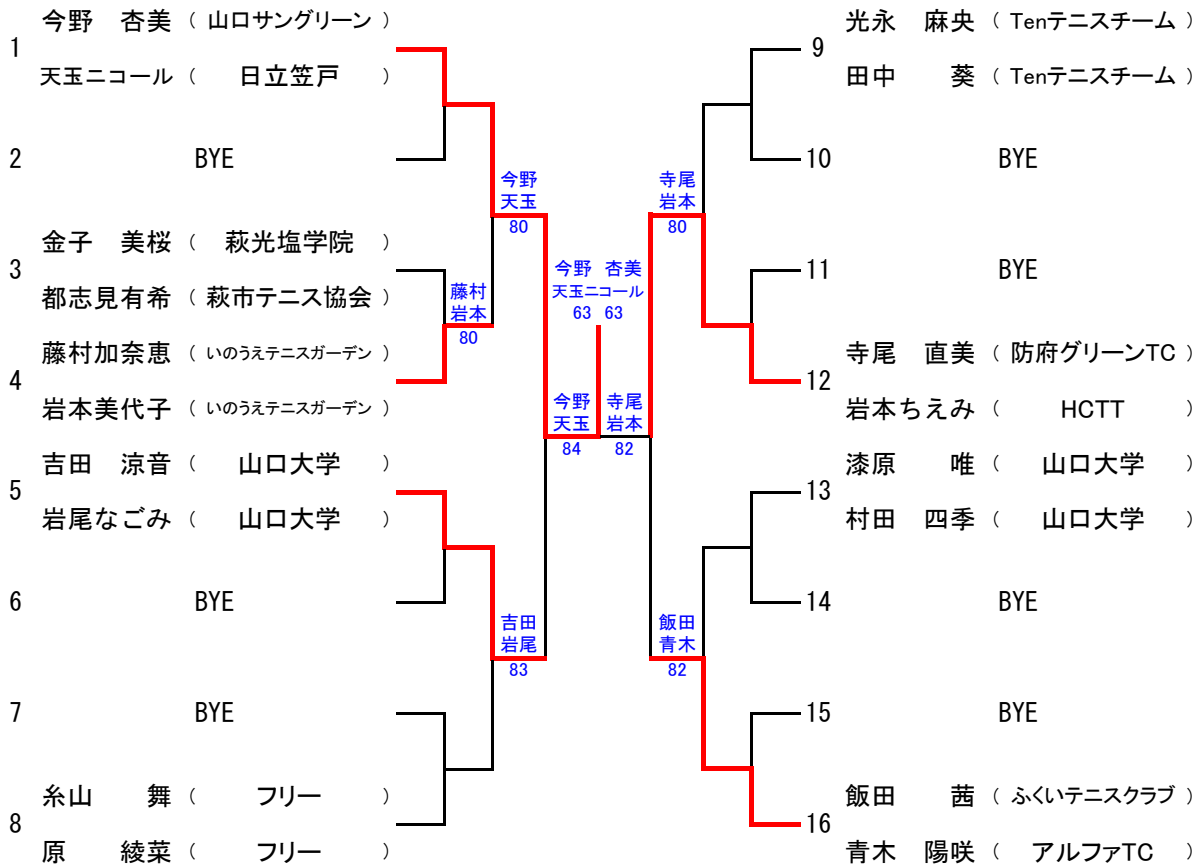 今野 杏美 ( 山口サングリーン )
1
天玉ニコール ( 日立笠戸 )
2 BYE
金子 美桜 ( 萩光塩学院 )
3
都志見有希 ( 萩市テニス協会 )
藤村加奈恵 ( いのうえテニスガーデン )
4
岩本美代子 ( いのうえテニスガーデン )
吉田 涼音 ( 山口大学 )
5
岩尾なごみ ( 山口大学 )
6 BYE
7 BYE
糸山 舞 ( フリー )
8
原 綾菜 ( フリー )
藤村
岩本
80
今野
天玉
80
吉田
岩尾
83
今野
天玉
84
今野 杏美
天玉ニコール
63 63
寺尾
岩本
82
寺尾
岩本
80
飯田
青木
82
光永 麻央 ( Tenテニスチーム )
9
田中 葵 ( Tenテニスチーム )
10 BYE
11 BYE
寺尾 直美 ( 防府グリーンTC )
12
岩本ちえみ ( HCTT )
漆原 唯 ( 山口大学 )
13
村田 四季 ( 山口大学 )
14 BYE
15 BYE
飯田 茜 ( ふくいテニスクラブ )
16
青木 陽咲 ( アルファTC )